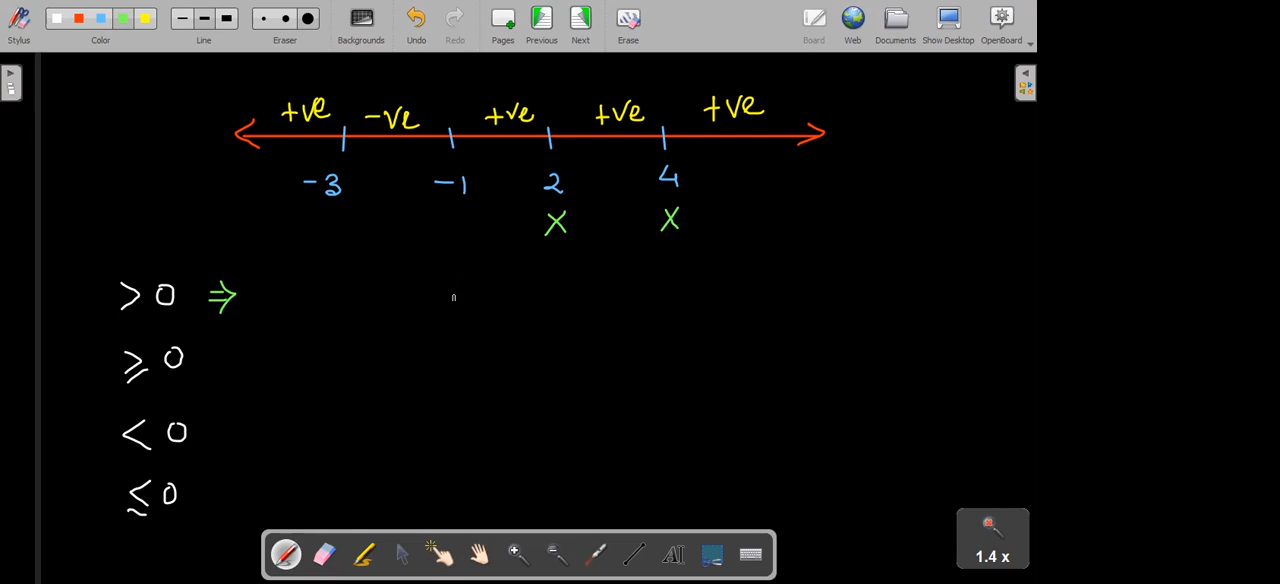 Stylus Color Line Eraser Backgrounds Undo Redo Pages Previous Next Erase Board Web Documents Show Desktop OpenBoard
+ve -ve +ve +ve +ve
-3 -1 2 4
X X
> 0 ⇒
≥ 0
< 0
≤ 0
AI
1.4 x